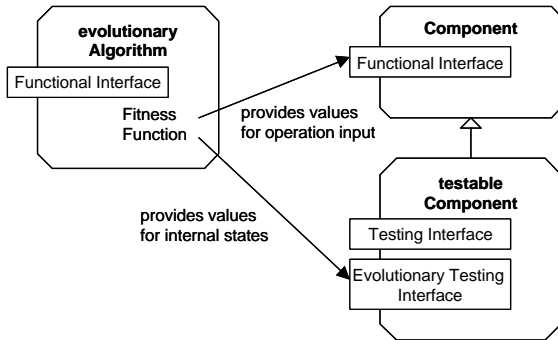 evolutionary
Algorithm
Functional Interface
Fitness
Function
provides values
for operation input
provides values
for internal states
Component
Functional Interface
testable
Component
Testing Interface
Evolutionary Testing
Interface